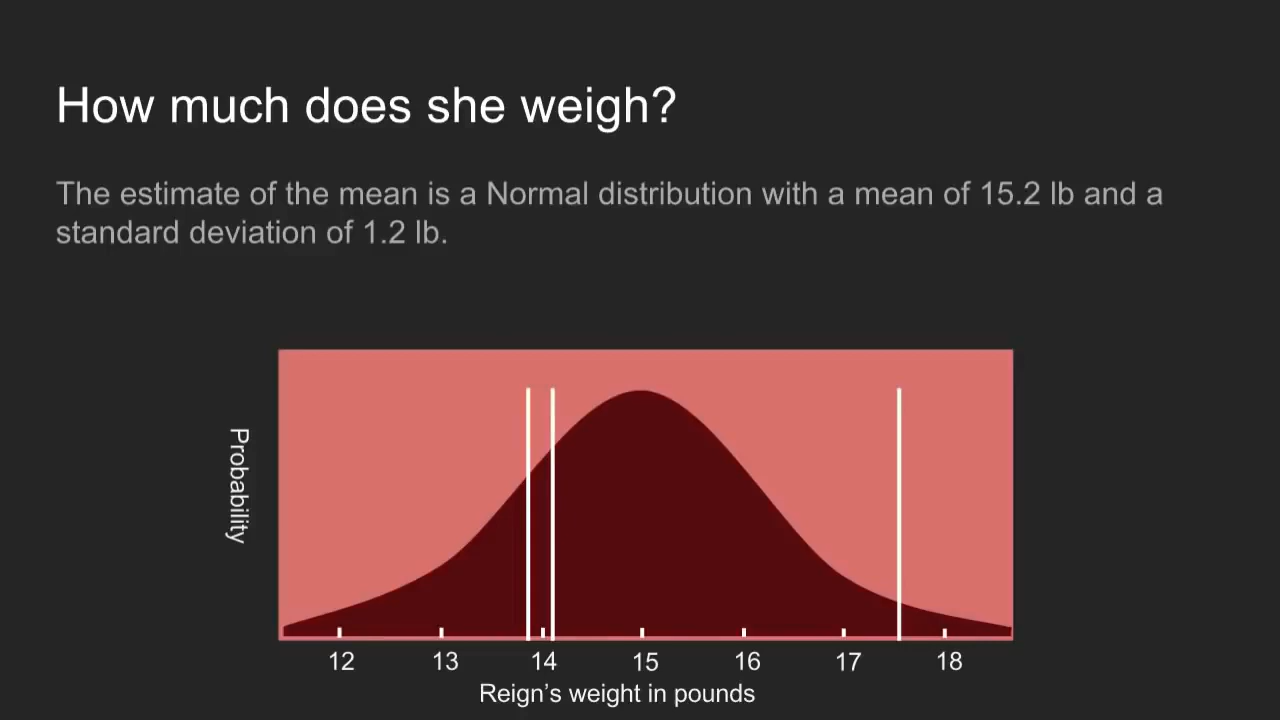 How much does she weigh?
The estimate of the mean is a Normal distribution with a mean of 15.2 lb and a
standard deviation of 1.2 lb.
Probability
12 13 14 15 16 17 18
Reign’s weight in pounds